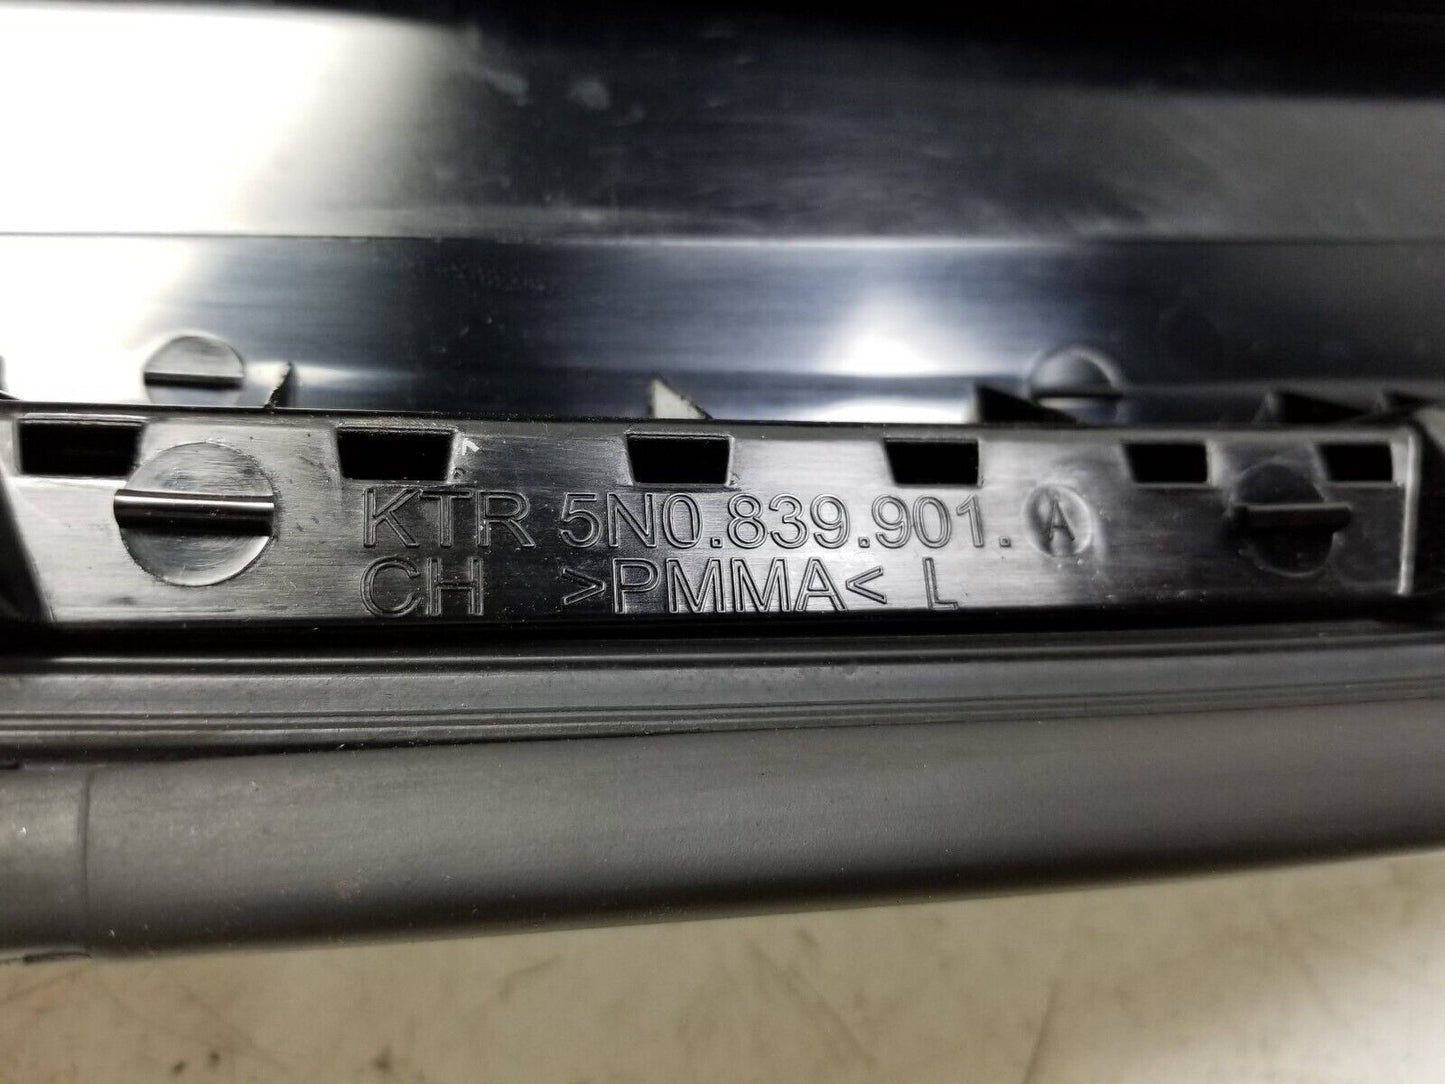 KTR 5N0.839.901. A
CH >PMMA< L